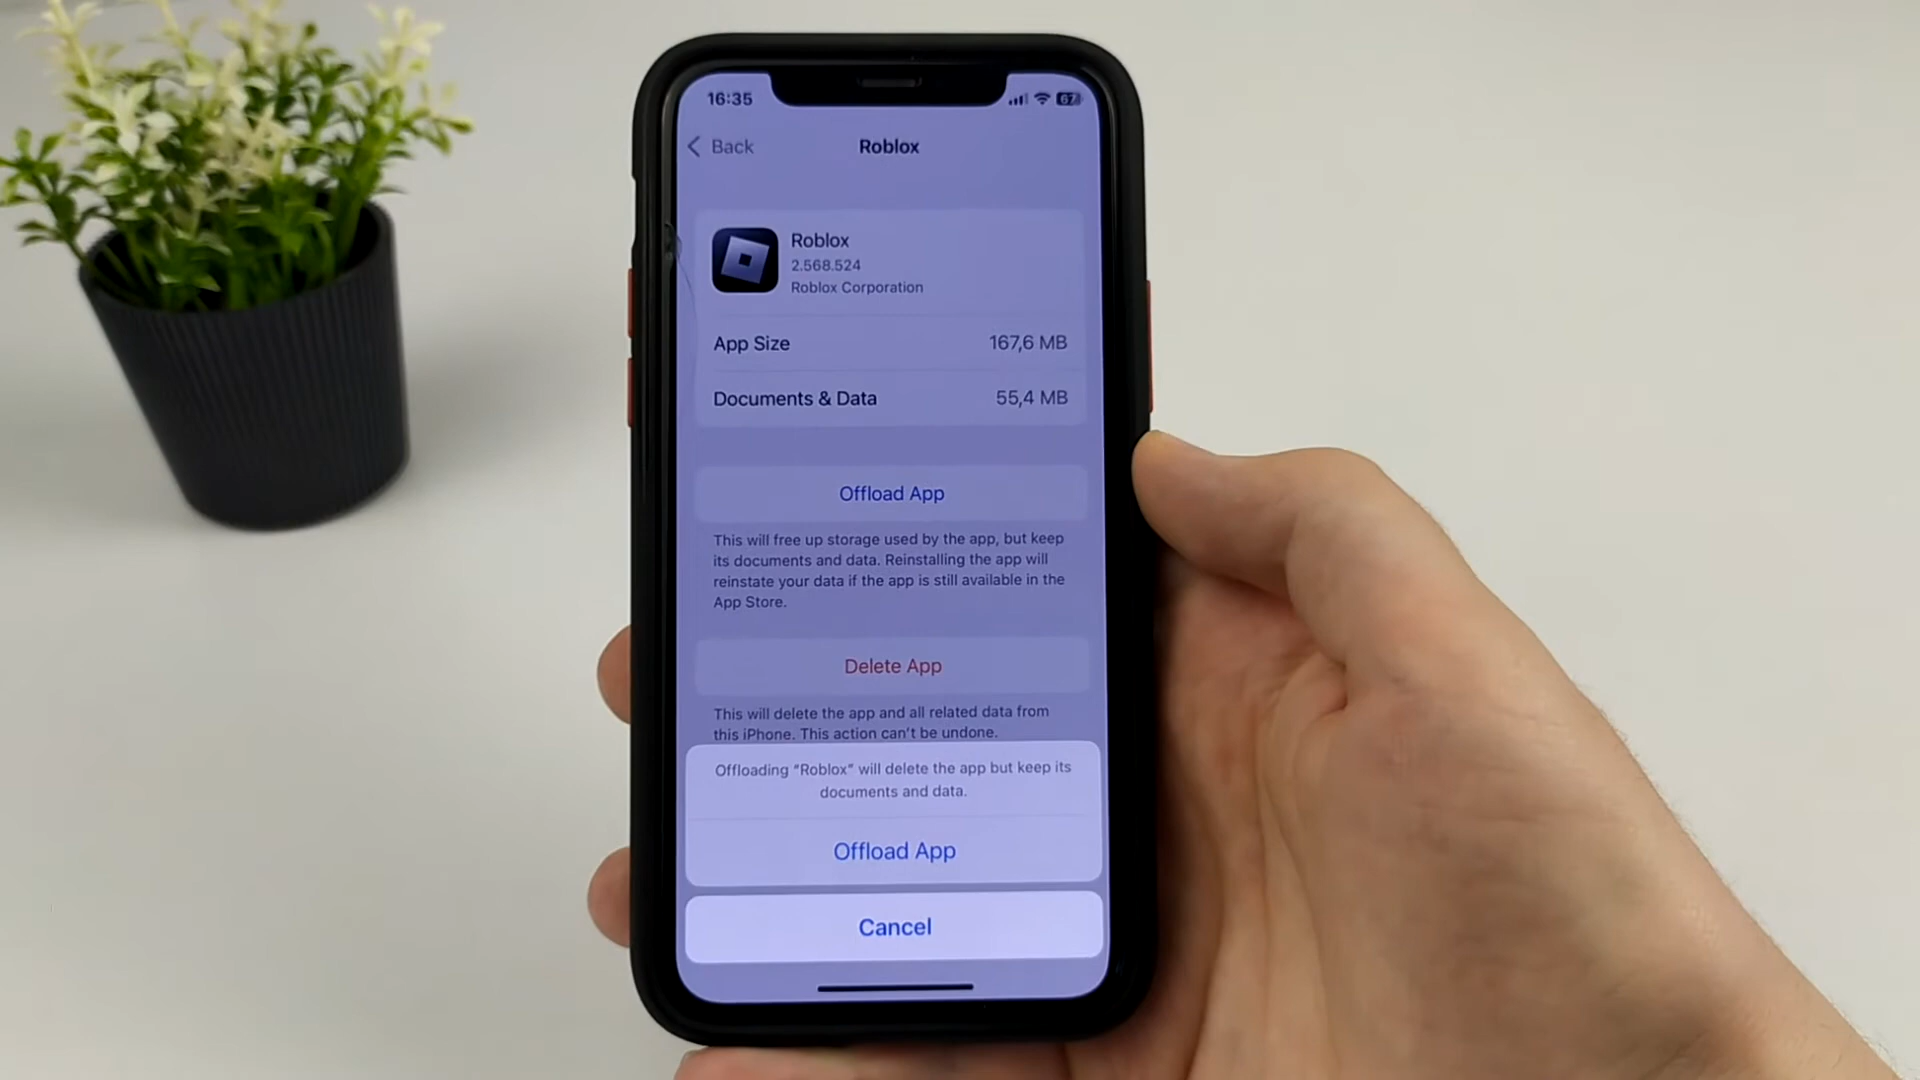 16:35
67
Back
Roblox
Roblox
2.568.524
Roblox Corporation
App Size 167,6 MB
Documents & Data 55,4 MB
Offload App
This will free up storage used by the app, but keep
its documents and data. Reinstalling the app will
reinstate your data if the app is still available in the
App Store.
Delete App
This will delete the app and all related data from
this iPhone. This action can't be undone.
Offloading “Roblox” will delete the app but keep its
documents and data.
Offload App
Cancel